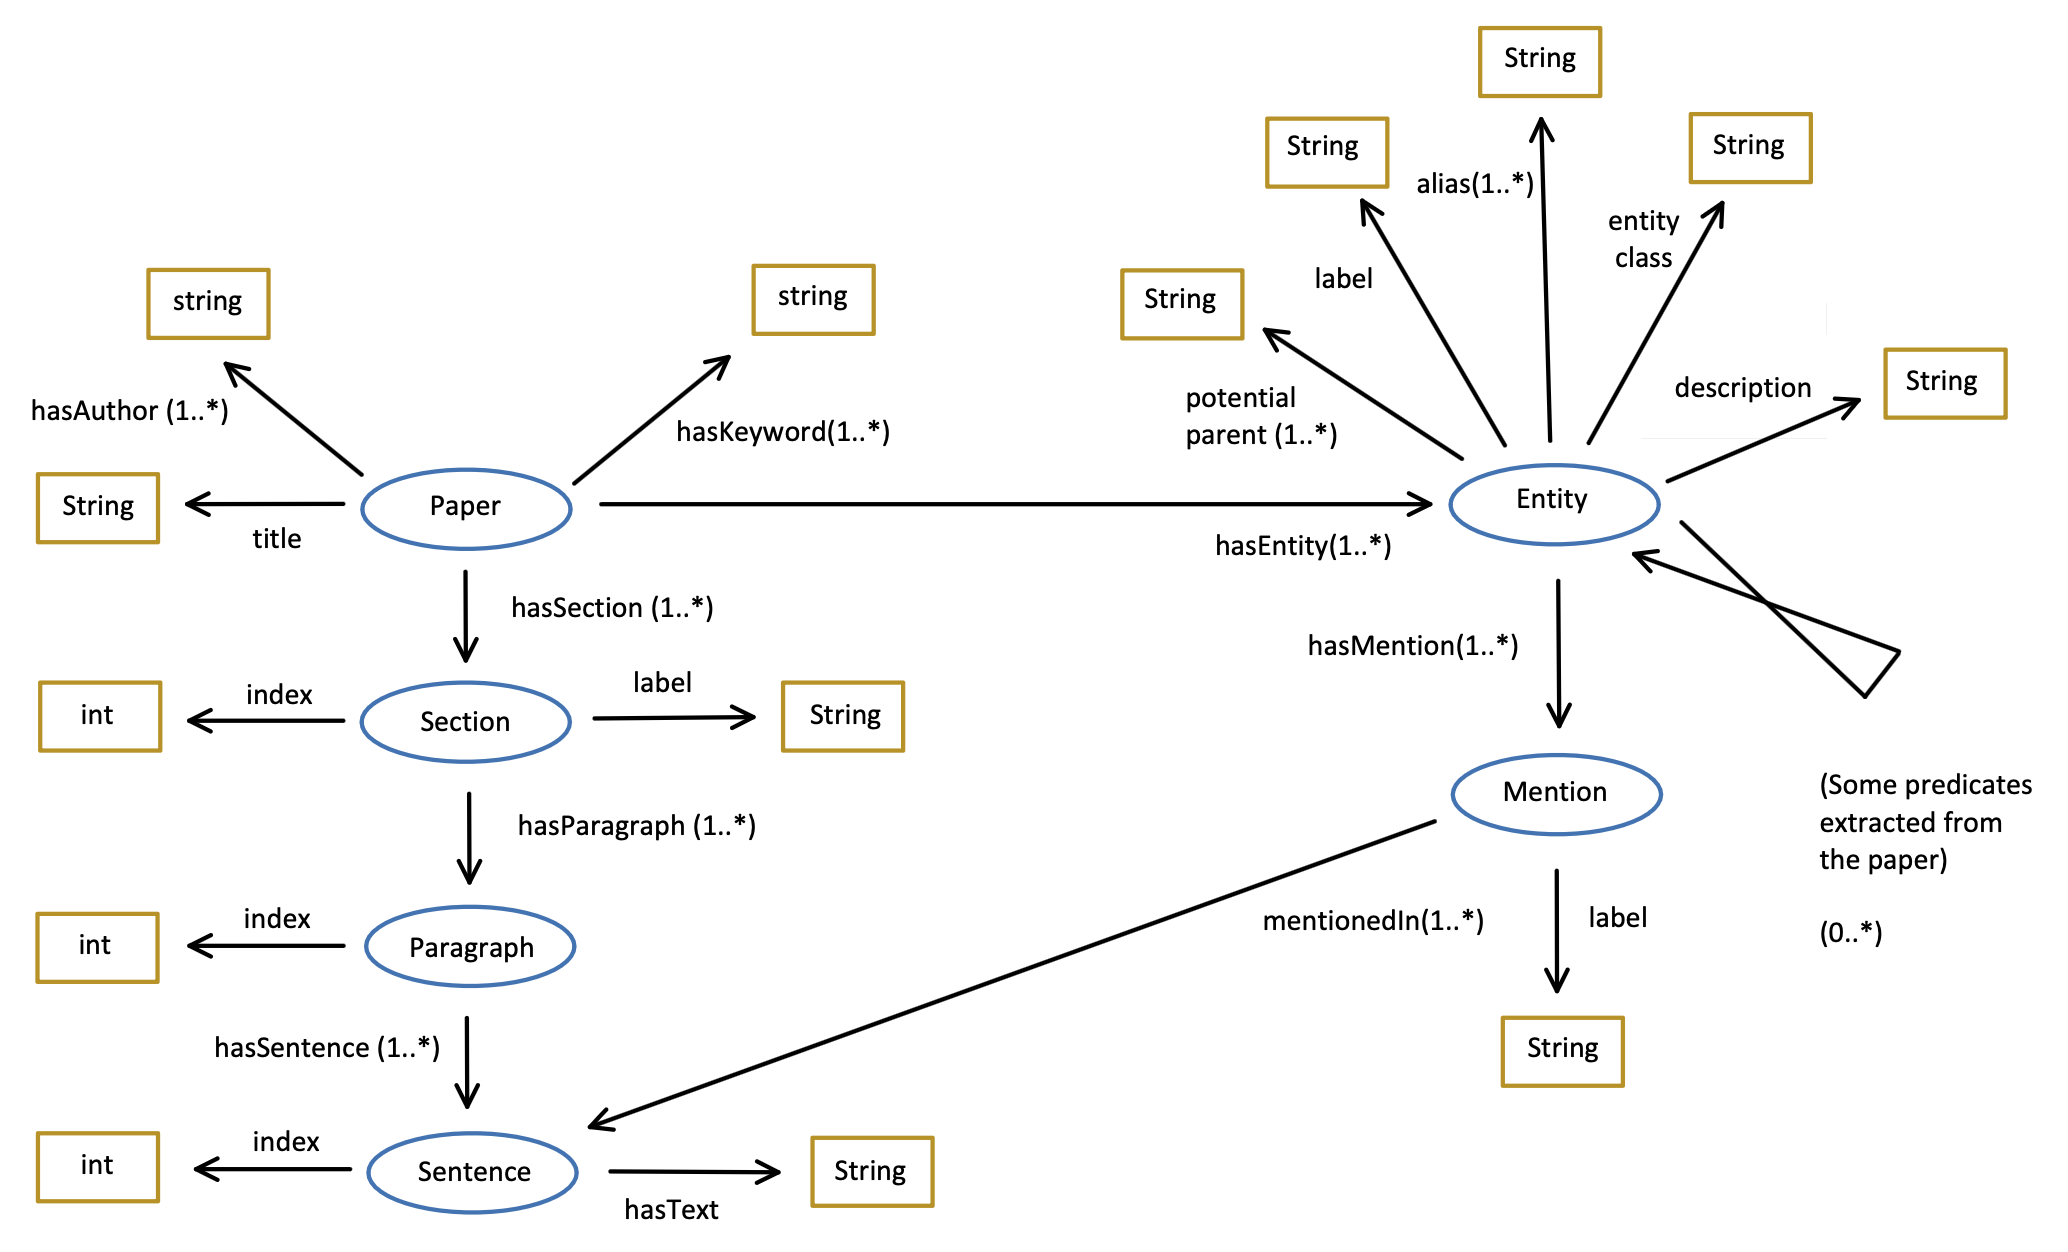 String
String
alias(1..*)
String
entity
class
label
string
string
String
description
String
hasAuthor (1..*)
hasKeyword(1..*)
potential
parent (1..*)
String
title
Paper
hasEntity(1..*)
Entity
hasSection (1..*)
hasMention(1..*)
int
index
Section
label
String
Mention
(Some predicates
extracted from
the paper)
(0..*)
hasParagraph (1..*)
int
index
Paragraph
mentionedIn(1..*)
label
hasSentence (1..*)
String
int
index
Sentence
hasText
String